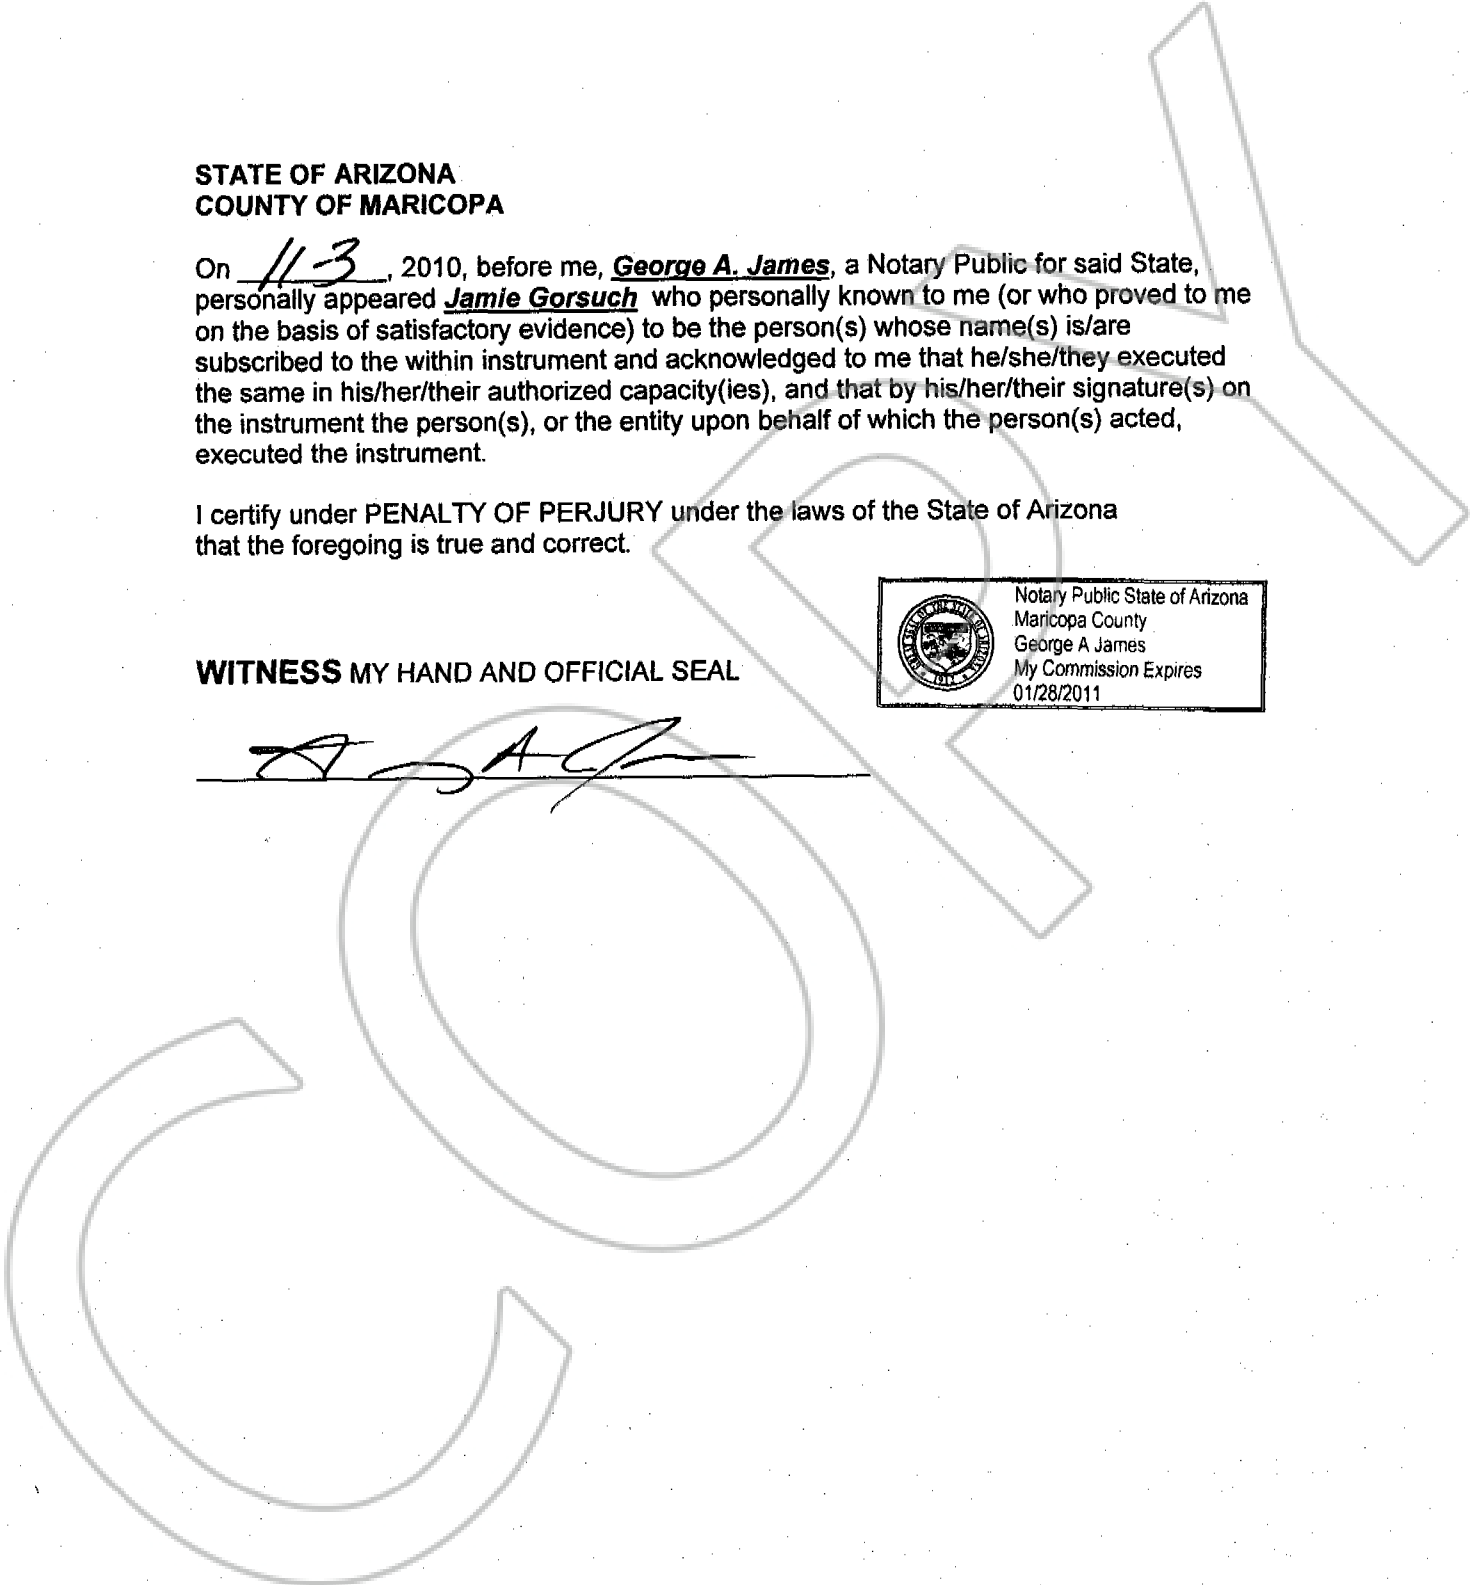 STATE OF ARIZONA
COUNTY OF MARICOPA
On 11-3, 2010, before me, George A. James, a Notary Public for said State,
personally appeared Jamie Gorsuch who personally known to me (or who proved to me
on the basis of satisfactory evidence) to be the person(s) whose name(s) is/are
subscribed to the within instrument and acknowledged to me that he/she/they executed
the same in his/her/their authorized capacity(ies), and that by his/her/their signature(s) on
the instrument the person(s), or the entity upon behalf of which the person(s) acted,
executed the instrument.
I certify under PENALTY OF PERJURY under the laws of the State of Arizona
that the foregoing is true and correct.
Notary Public State of Arizona
Maricopa County
George A James
My Commission Expires
01/28/2011
WITNESS MY HAND AND OFFICIAL SEAL
COPY